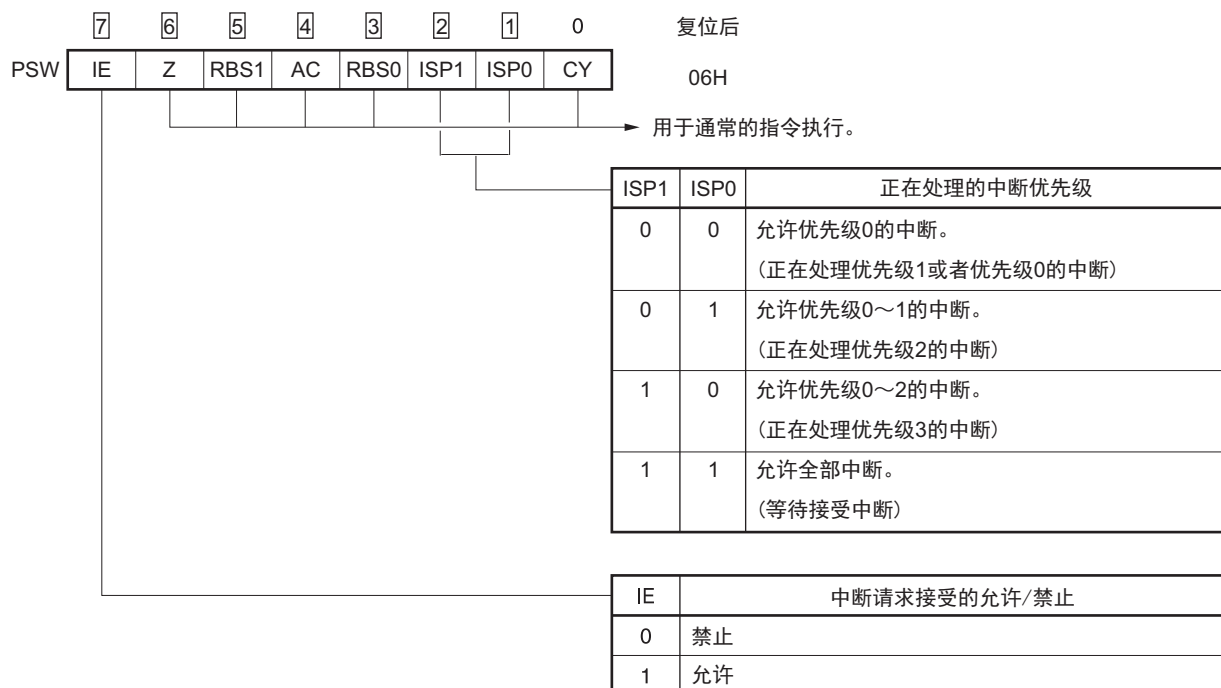 7 6 5 4 3 2 1 0 复位后
PSW IE Z RBS1 AC RBS0 ISP1 ISP0 CY 06H
用于通常的指令执行。
ISP1 ISP0 正在处理的中断优先级
0 0 允许优先级0的中断。
(正在处理优先级1或者优先级0的中断)
0 1 允许优先级0～1的中断。
(正在处理优先级2的中断)
1 0 允许优先级0～2的中断。
(正在处理优先级3的中断)
1 1 允许全部中断。
(等待接受中断)
IE 中断请求接受的允许/禁止
0 禁止
1 允许